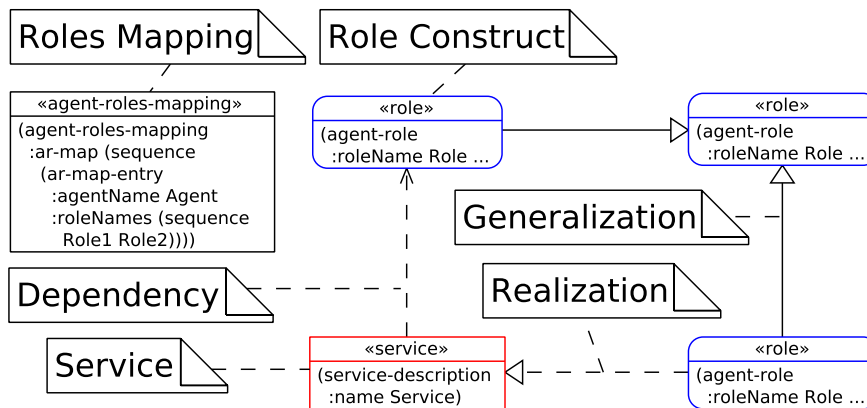 Roles Mapping
Role Construct
«agent-roles-mapping»
(agent-roles-mapping
:ar-map (sequence
(ar-map-entry
:agentName Agent
:roleNames (sequence
Role1 Role2))))
«role»
(agent-role
:roleName Role ...
«role»
(agent-role
:roleName Role ...
Generalization
Dependency
Realization
Service
«service»
(service-description
:name Service)
«role»
(agent-role
:roleName Role ...